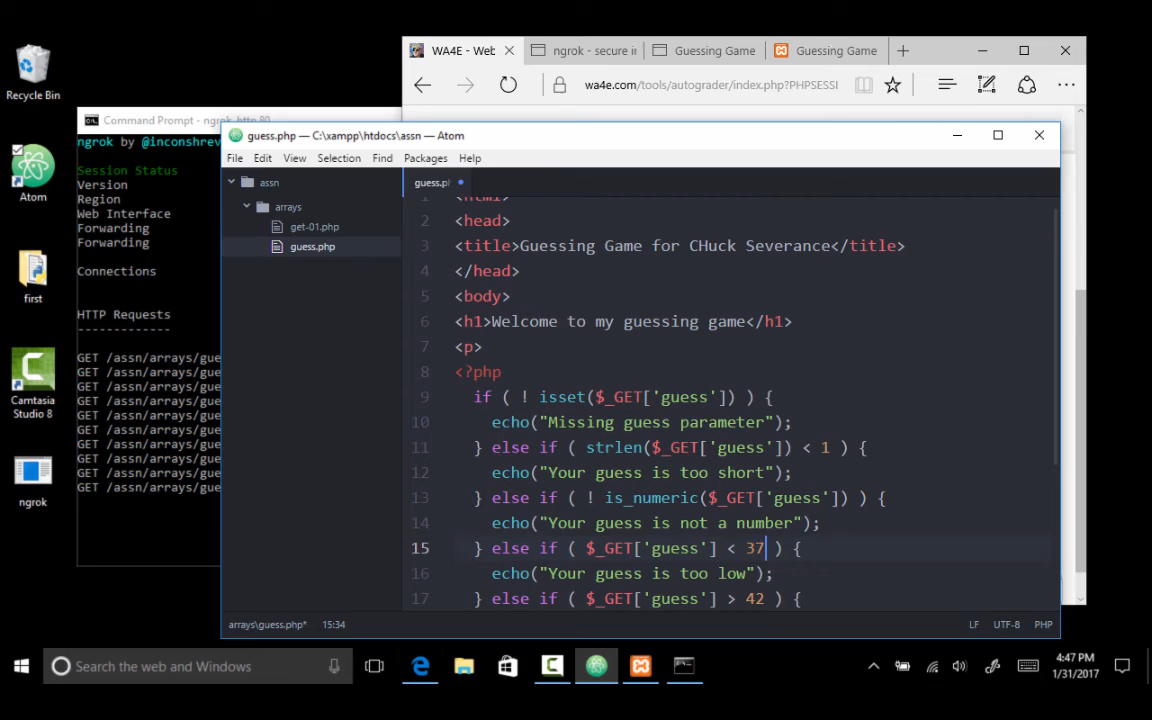 Recycle Bin
Atom
first
Camtasia
Studio 8
ngrok
Command Prompt - ngrok http 80
ngrok by @inconshrev
Session Status
Version
Region
Web Interface
Forwarding
Forwarding
Connections
HTTP Requests
-------------
GET /assn/arrays/gue
GET /assn/arrays/gue
GET /assn/arrays/gue
GET /assn/arrays/gue
GET /assn/arrays/gue
GET /assn/arrays/gue
GET /assn/arrays/gue
GET /assn/arrays/gue
GET /assn/arrays/gue
GET /assn/arrays/gue
WA4E - Web
ngrok - secure in
Guessing Game
Guessing Game
wa4e.com/tools/autograder/index.php?PHPSESSI
guess.php — C:\xampp\htdocs\assn — Atom
File Edit View Selection Find Packages Help
assn
arrays
get-01.php
guess.php
guess.p
1 <html>
2 <head>
3 <title>Guessing Game for CHuck Severance</title>
4 </head>
5 <body>
6 <h1>Welcome to my guessing game</h1>
7 <p>
8 <?php
9 if ( ! isset($_GET['guess']) ) {
10 echo("Missing guess parameter");
11 } else if ( strlen($_GET['guess']) < 1 ) {
12 echo("Your guess is too short");
13 } else if ( ! is_numeric($_GET['guess']) ) {
14 echo("Your guess is not a number");
15 } else if ( $_GET['guess'] < 37 ) {
16 echo("Your guess is too low");
17 } else if ( $_GET['guess'] > 42 ) {
arrays\guess.php* 15:34 LF UTF-8 PHP
Search the web and Windows
4:47 PM
1/31/2017